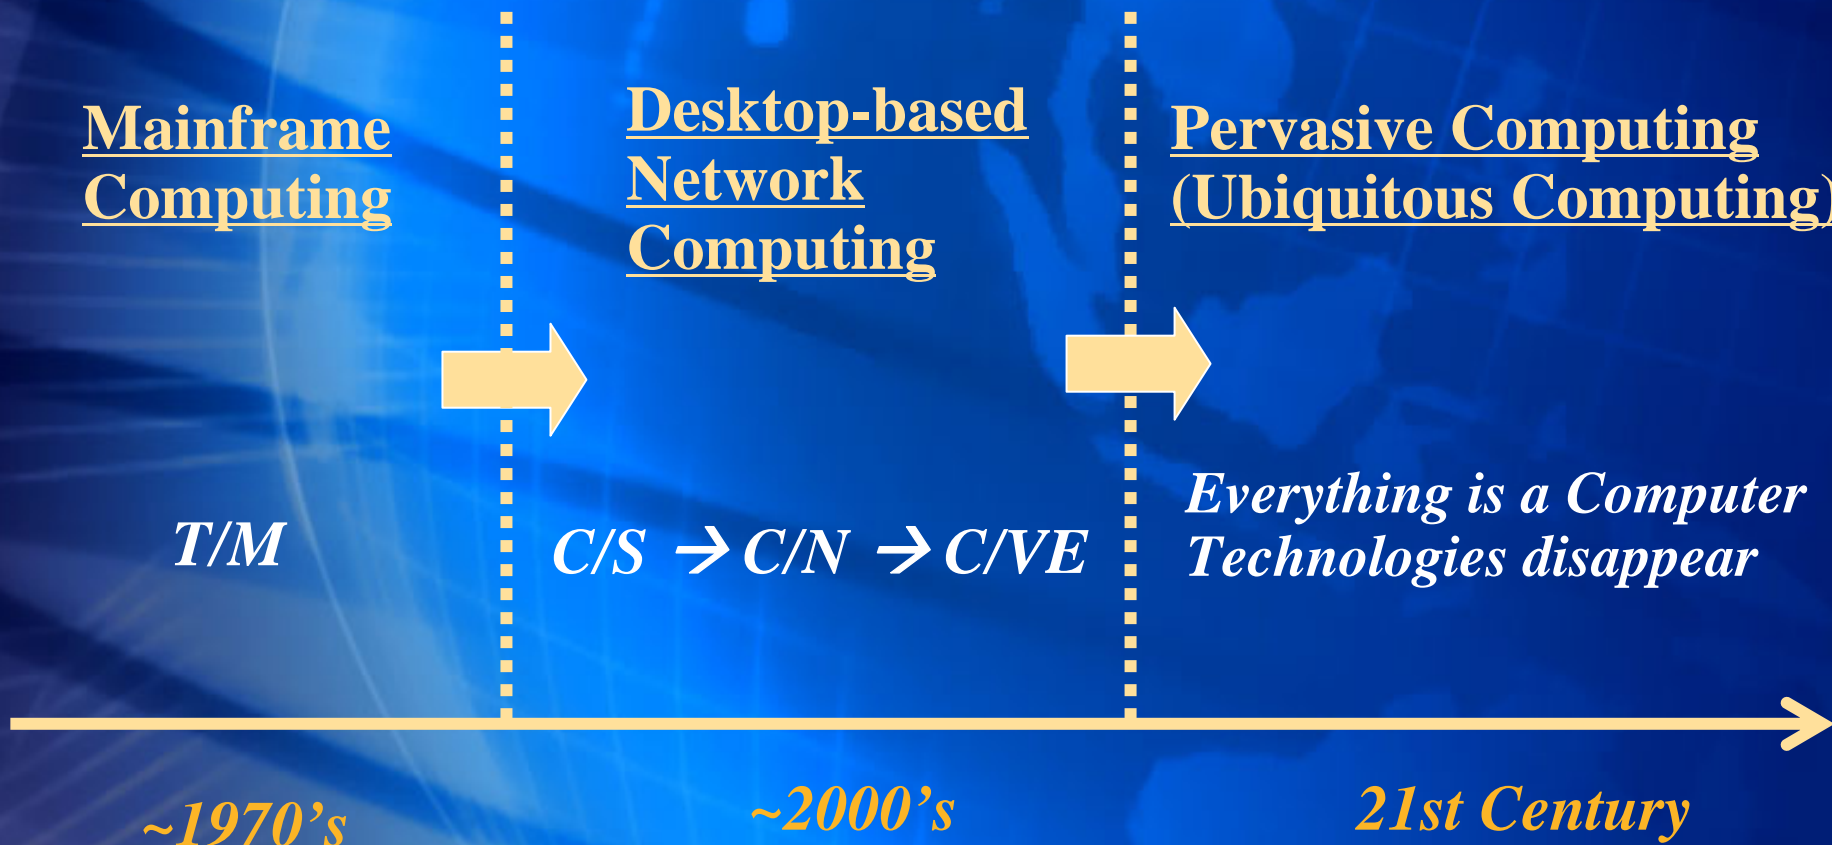 Mainframe
Computing
Desktop-based
Network
Computing
Pervasive Computing
(Ubiquitous Computing)
T/M
C/S → C/N → C/VE
Everything is a Computer
Technologies disappear
~1970’s
~2000’s
21st Century